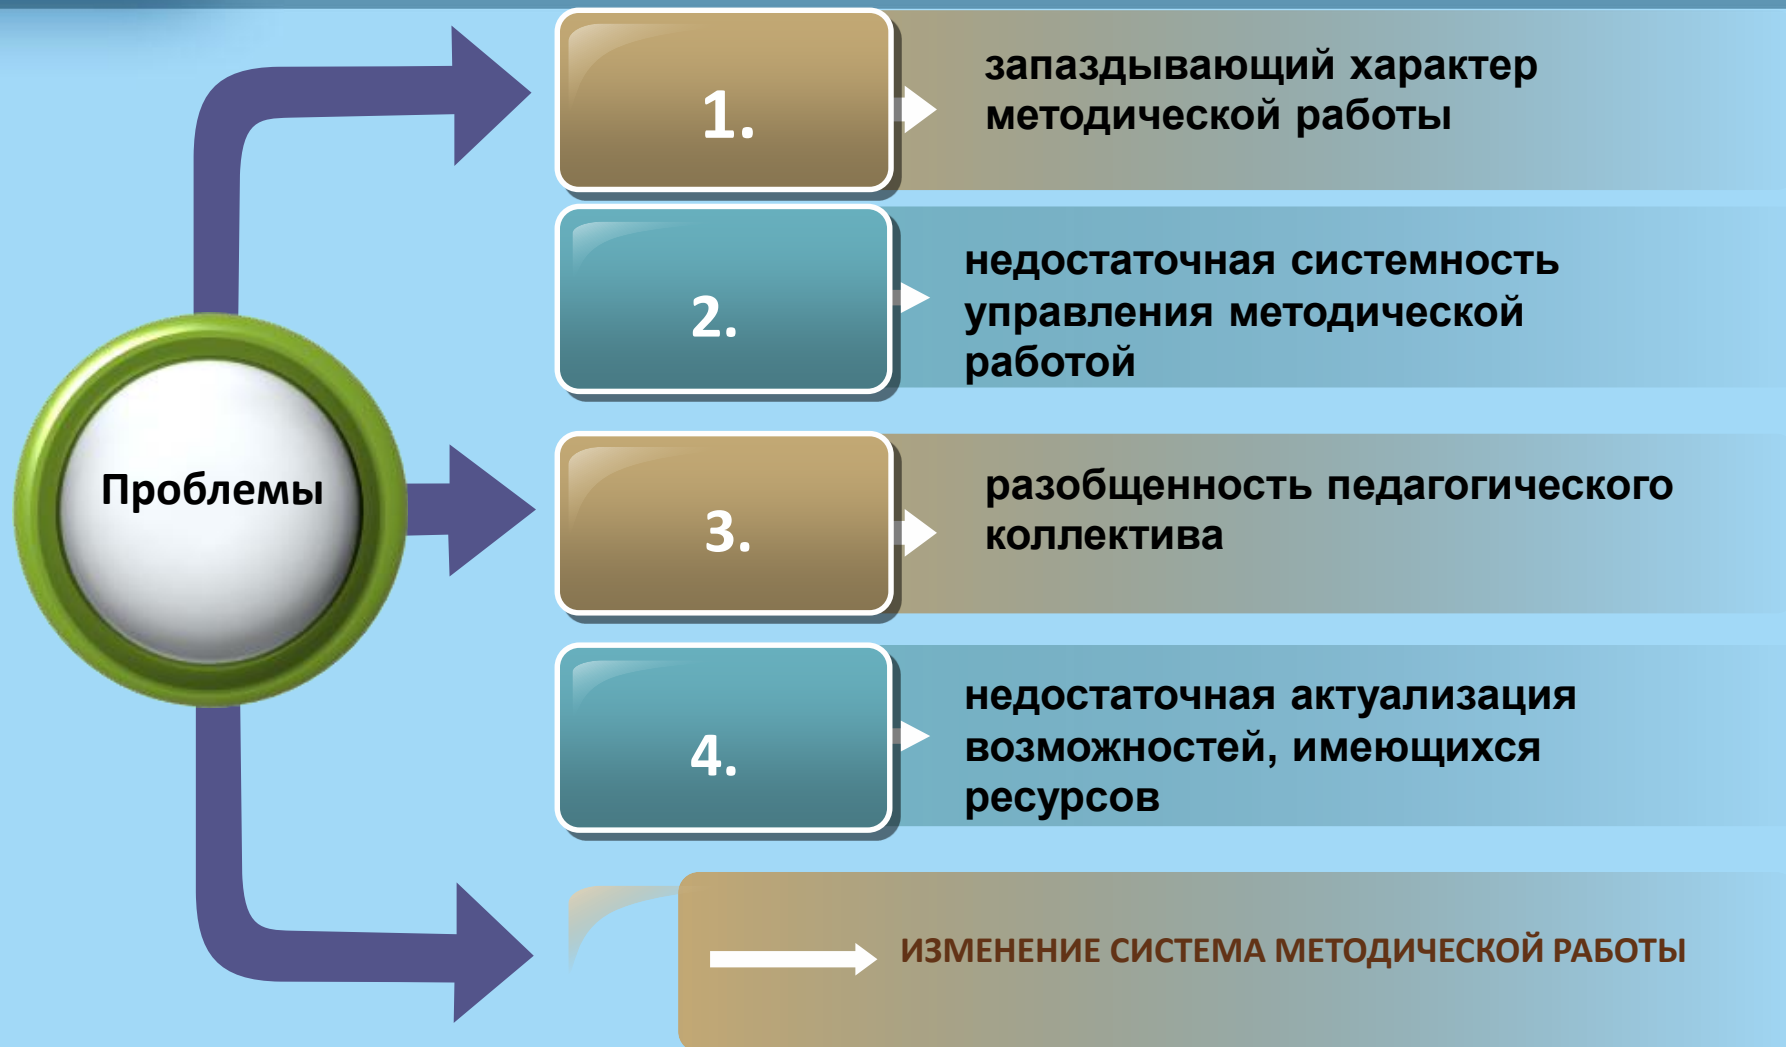 Проблемы
1.
запаздывающий характер
методической работы
2.
недостаточная системность
управления методической
работой
3.
разобщенность педагогического
коллектива
4.
недостаточная актуализация
возможностей, имеющихся
ресурсов
ИЗМЕНЕНИЕ СИСТЕМА МЕТОДИЧЕСКОЙ РАБОТЫ